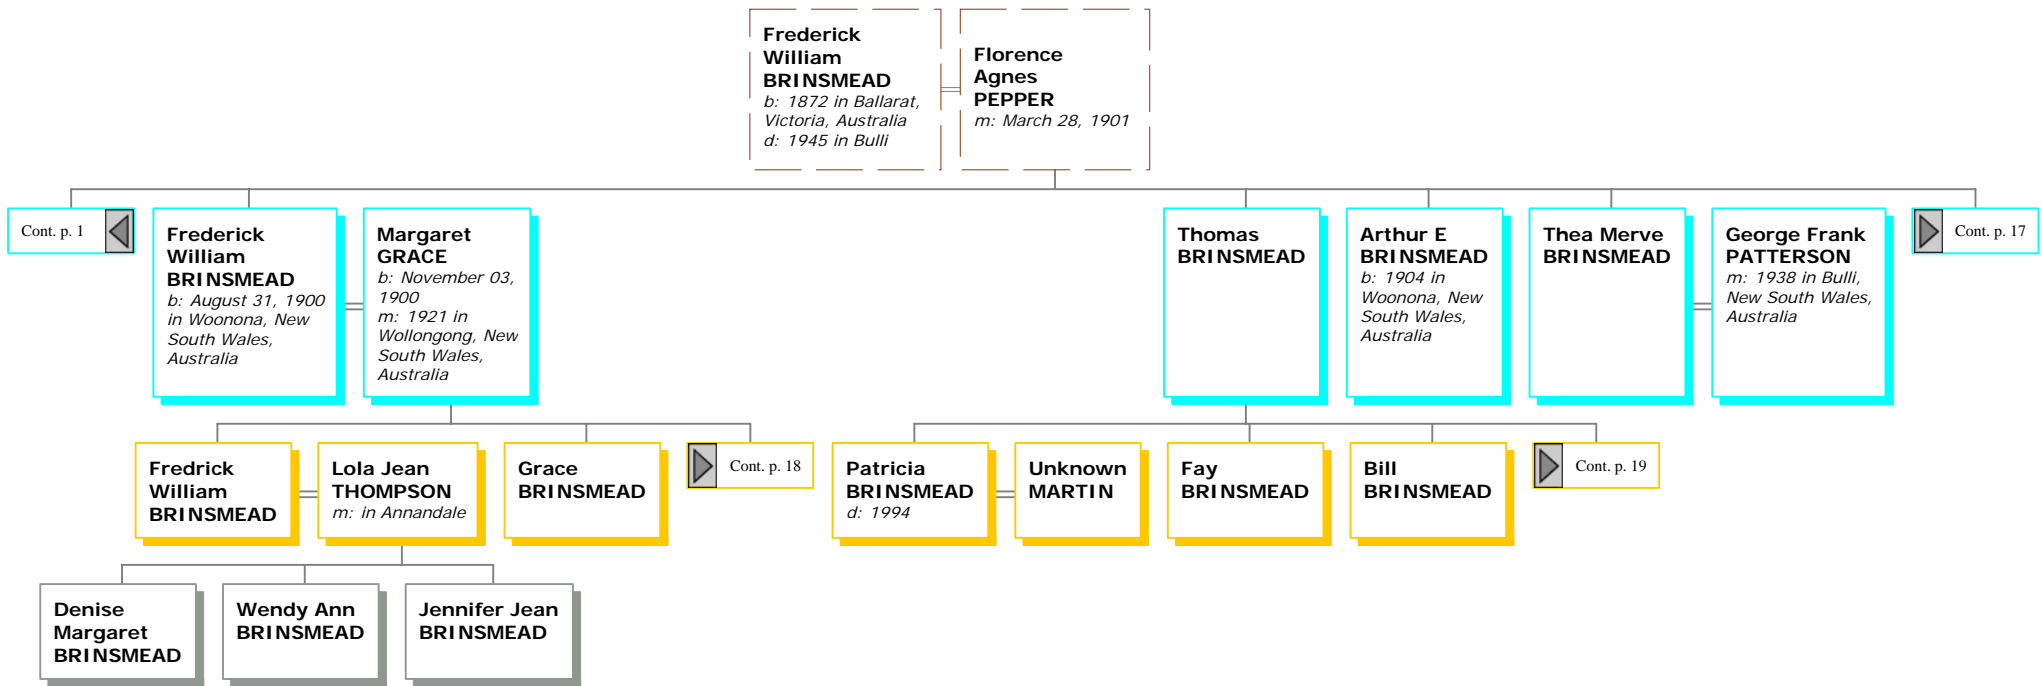 Frederick
William
BRINSMEAD
b: 1872 in Ballarat,
Victoria, Australia
d: 1945 in Bulli
Florence
Agnes
PEPPER
m: March 28, 1901
Cont. p. 1
Frederick
William
BRINSMEAD
b: August 31, 1900
in Woonona, New
South Wales,
Australia
Margaret
GRACE
b: November 03,
1900
m: 1921 in
Wollongong, New
South Wales,
Australia
Thomas
BRINSMEAD
Arthur E
BRINSMEAD
b: 1904 in
Woonona, New
South Wales,
Australia
Thea Merve
BRINSMEAD
George Frank
PATTERSON
m: 1938 in Bulli,
New South Wales,
Australia
Cont. p. 17
Fredrick
William
BRINSMEAD
Lola Jean
THOMPSON
m: in Annandale
Grace
BRINSMEAD
Cont. p. 18
Patricia
BRINSMEAD
d: 1994
Unknown
MARTIN
Fay
BRINSMEAD
Bill
BRINSMEAD
Cont. p. 19
Denise
Margaret
BRINSMEAD
Wendy Ann
BRINSMEAD
Jennifer Jean
BRINSMEAD